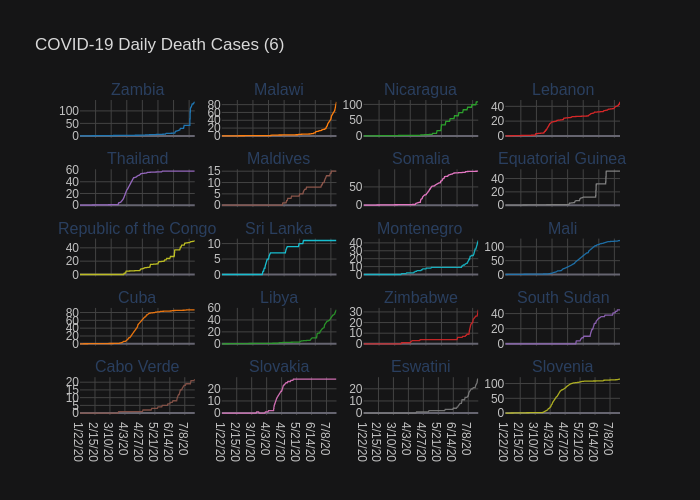 COVID-19 Daily Death Cases (6)
Zambia Malawi Nicaragua Lebanon
100 50 0
80 60 40 20 0
100 50 0
40 20 0
Thailand Maldives Somalia Equatorial Guinea
60 40 20 0
15 10 5 0
50 0
40 20 0
Republic of the Congo Sri Lanka Montenegro Mali
40 20 0
10 5 0
40 30 20 10 0
100 50 0
Cuba Libya Zimbabwe South Sudan
80 60 40 20 0
60 40 20 0
30 20 10 0
40 20 0
Cabo Verde Slovakia Eswatini Slovenia
20 15 10 5 0
20 10 0
20 10 0
100 50 0
1/22/20 2/15/20 3/10/20 4/3/20 4/27/20 5/21/20 6/14/20 7/8/20
1/22/20 2/15/20 3/10/20 4/3/20 4/27/20 5/21/20 6/14/20 7/8/20
1/22/20 2/15/20 3/10/20 4/3/20 4/27/20 5/21/20 6/14/20 7/8/20
1/22/20 2/15/20 3/10/20 4/3/20 4/27/20 5/21/20 6/14/20 7/8/20